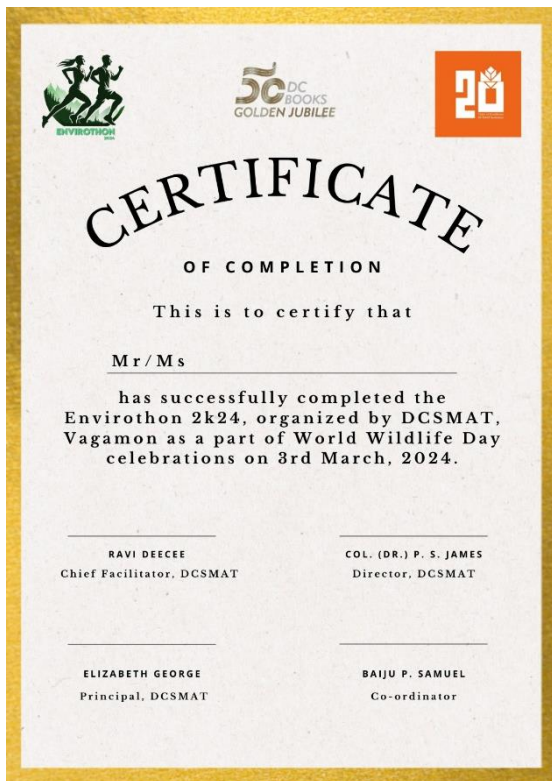 ENVIROTHON
2024
50 DC
BOOKS
GOLDEN JUBILEE
20
CERTIFICATE
OF COMPLETION
This is to certify that
Mr/Ms
has successfully completed the
Envirothon 2k24, organized by DCSMAT,
Vagamon as a part of World Wildlife Day
celebrations on 3rd March, 2024.
RAVI DEECEE
Chief Facilitator, DCSMAT
COL. (DR.) P. S. JAMES
Director, DCSMAT
ELIZABETH GEORGE
Principal, DCSMAT
BAIJU P. SAMUEL
Co-ordinator